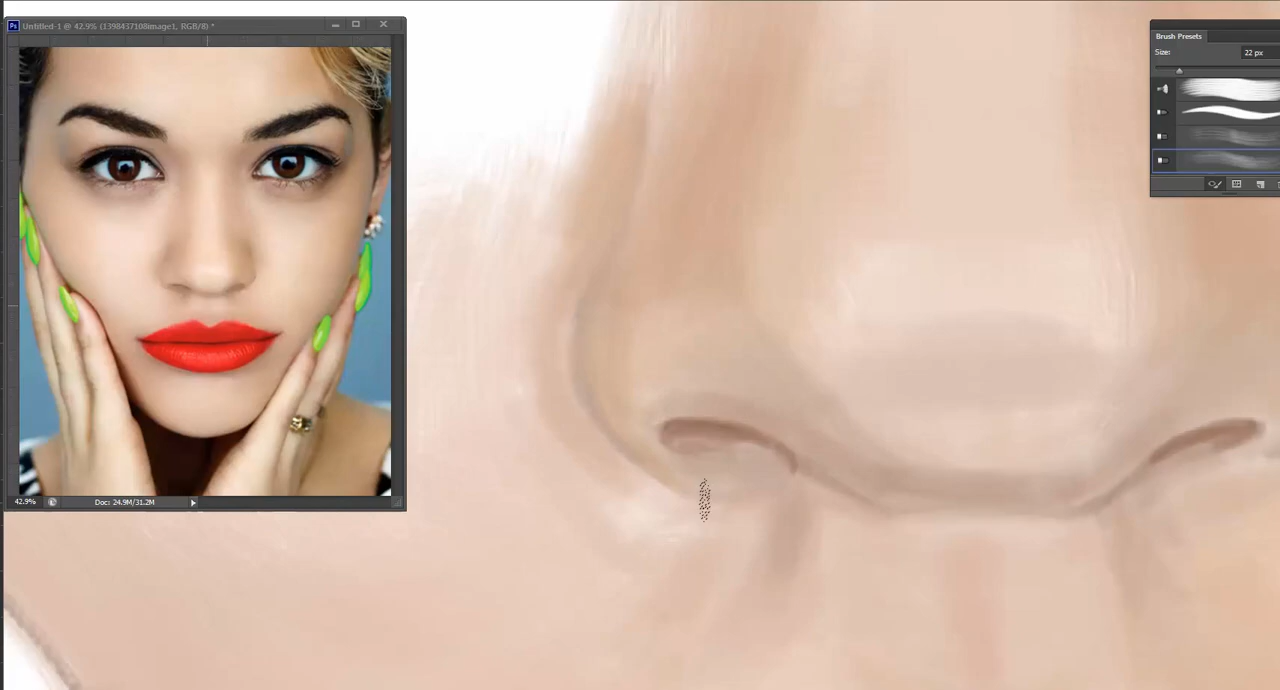 Ps Untitled-1 @ 42.9% (1398437108image1, RGB/8) *
Brush Presets
Size:
22 px
42.9%
Doc: 24.9M/31.2M